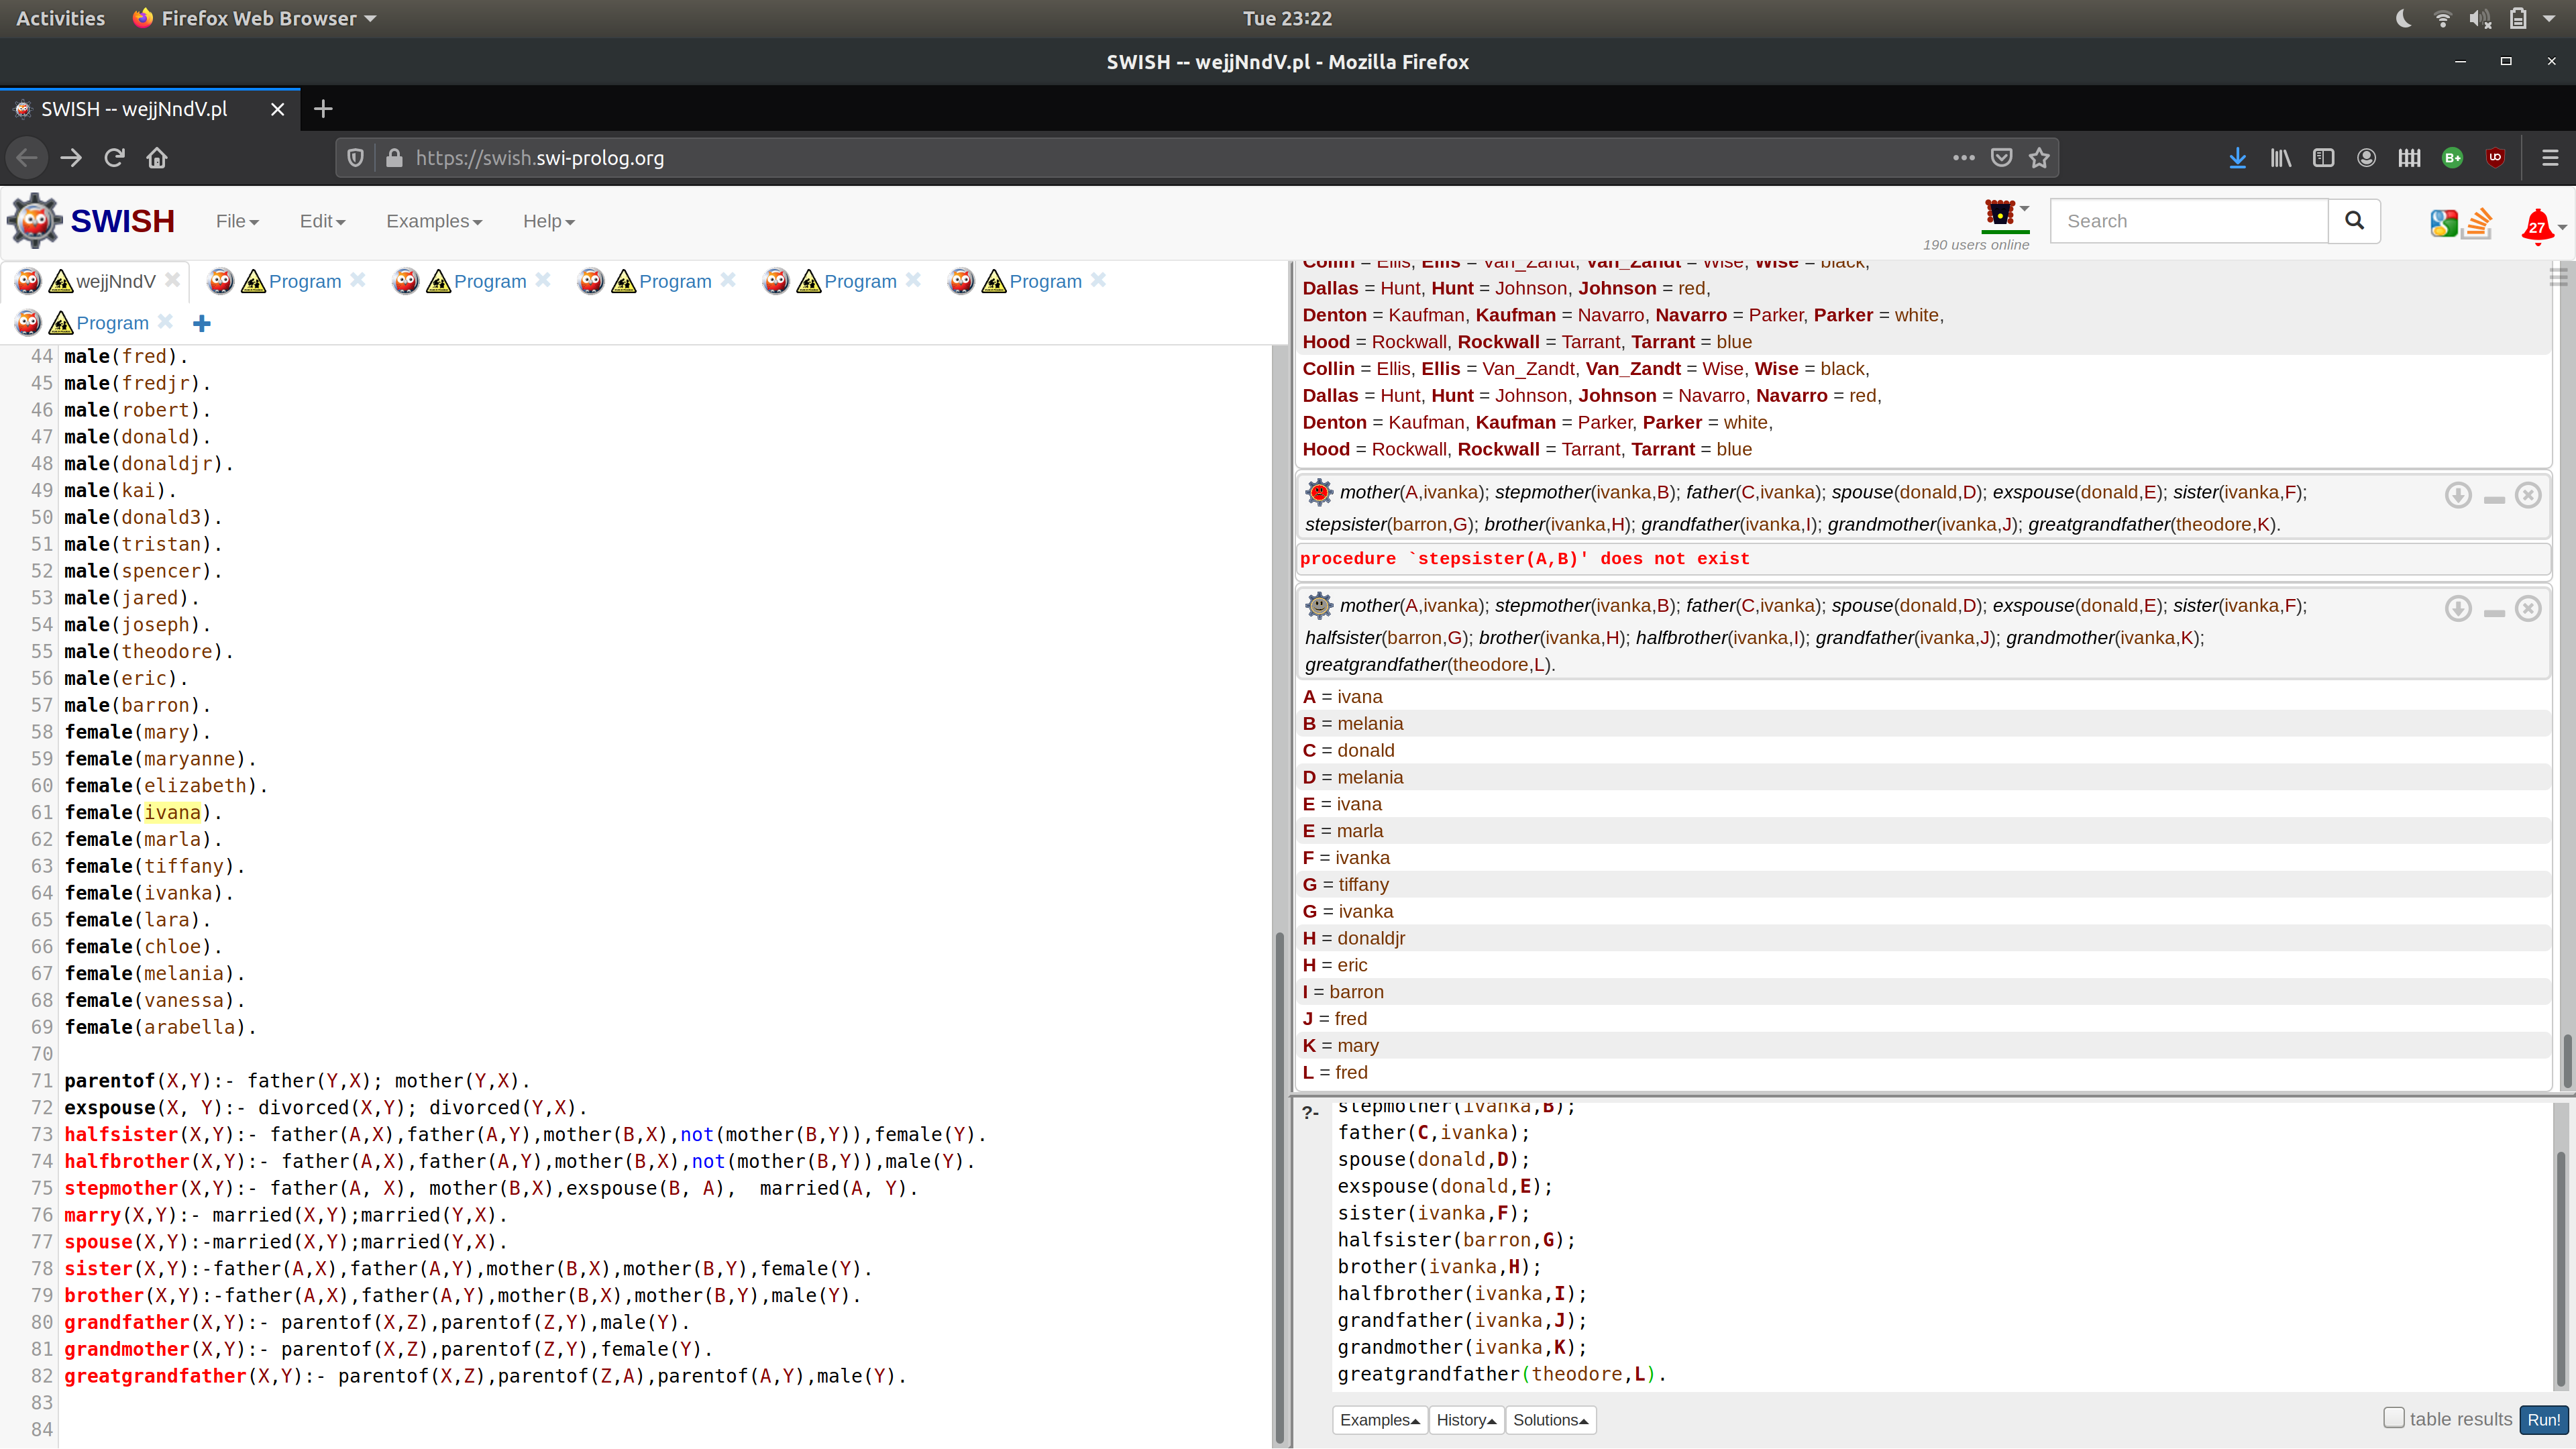 Activities Firefox Web Browser Tue 23:22
SWISH -- wejjNndV.pl - Mozilla Firefox
SWISH -- wejjNndV.pl
https://swish.swi-prolog.org
SWISH File Edit Examples Help 190 users online Search 27
wejjNndV Program Program Program Program Program
Program
44 male(fred).
45 male(fredjr).
46 male(robert).
47 male(donald).
48 male(donaldjr).
49 male(kai).
50 male(donald3).
51 male(tristan).
52 male(spencer).
53 male(jared).
54 male(joseph).
55 male(theodore).
56 male(eric).
57 male(barron).
58 female(mary).
59 female(maryanne).
60 female(elizabeth).
61 female(ivana).
62 female(marla).
63 female(tiffany).
64 female(ivanka).
65 female(lara).
66 female(chloe).
67 female(melania).
68 female(vanessa).
69 female(arabella).
70
71 parentof(X,Y):- father(Y,X); mother(Y,X).
72 exspouse(X, Y):- divorced(X,Y); divorced(Y,X).
73 halfsister(X,Y):- father(A,X),father(A,Y),mother(B,X),not(mother(B,Y)),female(Y).
74 halfbrother(X,Y):- father(A,X),father(A,Y),mother(B,X),not(mother(B,Y)),male(Y).
75 stepmother(X,Y):- father(A, X), mother(B,X),exspouse(B, A),  married(A, Y).
76 marry(X,Y):- married(X,Y);married(Y,X).
77 spouse(X,Y):-married(X,Y);married(Y,X).
78 sister(X,Y):-father(A,X),father(A,Y),mother(B,X),mother(B,Y),female(Y).
79 brother(X,Y):-father(A,X),father(A,Y),mother(B,X),mother(B,Y),male(Y).
80 grandfather(X,Y):- parentof(X,Z),parentof(Z,Y),male(Y).
81 grandmother(X,Y):- parentof(X,Z),parentof(Z,Y),female(Y).
82 greatgrandfather(X,Y):- parentof(X,Z),parentof(Z,A),parentof(A,Y),male(Y).
83
84
Collin = Ellis, Ellis = Van_Zandt, Van_Zandt = Wise, Wise = black,
Dallas = Hunt, Hunt = Johnson, Johnson = red,
Denton = Kaufman, Kaufman = Navarro, Navarro = Parker, Parker = white,
Hood = Rockwall, Rockwall = Tarrant, Tarrant = blue
Collin = Ellis, Ellis = Van_Zandt, Van_Zandt = Wise, Wise = black,
Dallas = Hunt, Hunt = Johnson, Johnson = Navarro, Navarro = red,
Denton = Kaufman, Kaufman = Parker, Parker = white,
Hood = Rockwall, Rockwall = Tarrant, Tarrant = blue
mother(A,ivanka); stepmother(ivanka,B); father(C,ivanka); spouse(donald,D); exspouse(donald,E); sister(ivanka,F);
stepsister(barron,G); brother(ivanka,H); grandfather(ivanka,I); grandmother(ivanka,J); greatgrandfather(theodore,K).
procedure `stepsister(A,B)' does not exist
mother(A,ivanka); stepmother(ivanka,B); father(C,ivanka); spouse(donald,D); exspouse(donald,E); sister(ivanka,F);
halfsister(barron,G); brother(ivanka,H); halfbrother(ivanka,I); grandfather(ivanka,J); grandmother(ivanka,K);
greatgrandfather(theodore,L).
A = ivana
B = melania
C = donald
D = melania
E = ivana
E = marla
F = ivanka
G = tiffany
G = ivanka
H = donaldjr
H = eric
I = barron
J = fred
K = mary
L = fred
?- stepmother(ivanka,B);
father(C,ivanka);
spouse(donald,D);
exspouse(donald,E);
sister(ivanka,F);
halfsister(barron,G);
brother(ivanka,H);
halfbrother(ivanka,I);
grandfather(ivanka,J);
grandmother(ivanka,K);
greatgrandfather(theodore,L).
Examples History Solutions table results Run!